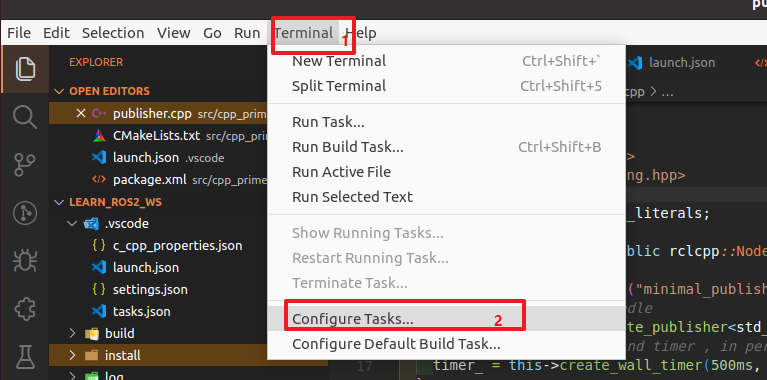 pu
File Edit Selection View Go Run Terminal 1 Help
EXPLORER
OPEN EDITORS
publisher.cpp src/cpp_prime
CMakeLists.txt src/cpp_prime
launch.json .vscode
package.xml src/cpp_prime
LEARN_ROS2_WS
.vscode
c_cpp_properties.json
launch.json
settings.json
tasks.json
build
install
log
New Terminal Ctrl+Shift+`
Split Terminal Ctrl+Shift+5
Run Task...
Run Build Task... Ctrl+Shift+B
Run Active File
Run Selected Text
Show Running Tasks...
Restart Running Task...
Terminate Task...
Configure Tasks... 2
Configure Default Build Task...
launch.json
cpp > ...
>
ng.hpp>
_literals;
blic rclcpp::Node
("minimal_publish
dle
te_publisher<std_
nd timer , in per
17 timer_ = this->create_wall_timer(500ms,